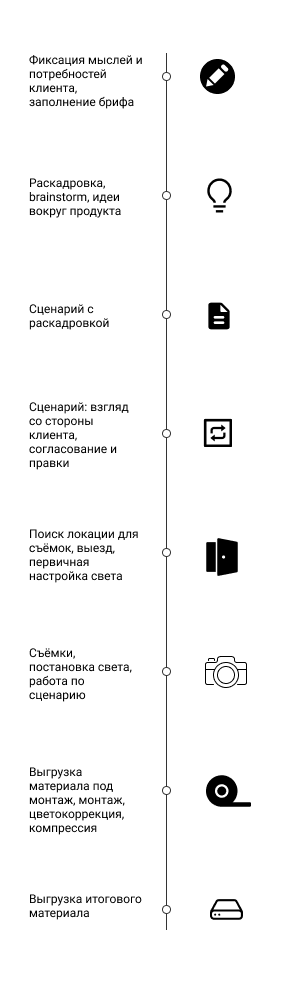 Фиксация мыслей и
потребностей
клиента,
заполнение брифа
Раскадровка,
brainstorm, идеи
вокруг продукта
Сценарий с
раскадровкой
Сценарий: взгляд
со стороны
клиента,
согласование и
правки
Поиск локации для
съёмок, выезд,
первичная
настройка света
Съёмки,
постановка света,
работа по
сценарию
Выгрузка
материала под
монтаж, монтаж,
цветокоррекция,
компрессия
Выгрузка итогового
материала